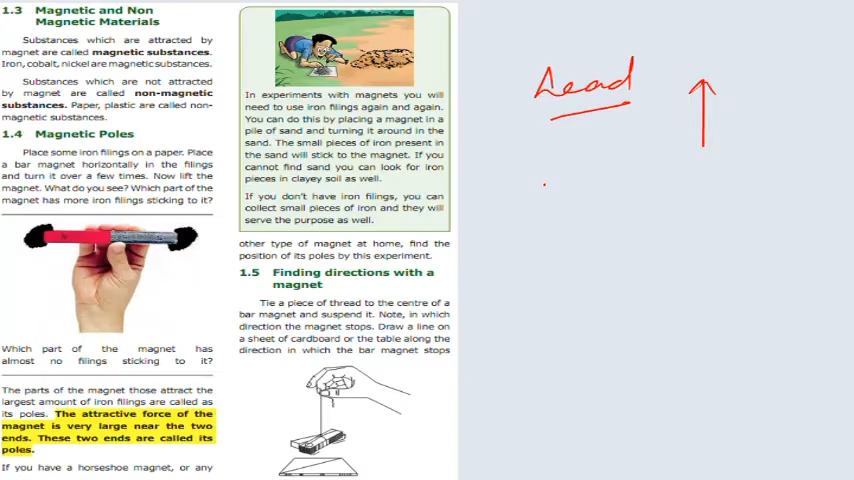 1.3 Magnetic and Non
Magnetic Materials
Substances which are attracted by
magnet are called magnetic substances.
Iron, cobalt, nickel are magnetic substances.
Substances which are not attracted
by magnet are called non-magnetic
substances. Paper, plastic are called non-
magnetic substances.
1.4 Magnetic Poles
Place some iron filings on a paper. Place
a bar magnet horizontally in the filings
and turn it over a few times. Now lift the
magnet. What do you see? Which part of the
magnet has more iron filings sticking to it?
Which part of the magnet has
almost no filings sticking to it?
The parts of the magnet those attract the
largest amount of iron filings are called as
its poles. The attractive force of the
magnet is very large near the two
ends. These two ends are called its
poles.
If you have a horseshoe magnet, or any
In experiments with magnets you will
need to use iron filings again and again.
You can do this by placing a magnet in a
pile of sand and turning it around in the
sand. The small pieces of iron present in
the sand will stick to the magnet. If you
cannot find sand you can look for iron
pieces in clayey soil as well.
If you don't have iron filings, you can
collect small pieces of iron and they will
serve the purpose as well.
other type of magnet at home, find the
position of its poles by this experiment.
1.5 Finding directions with a
magnet
Tie a piece of thread to the centre of a
bar magnet and suspend it. Note, in which
direction the magnet stops. Draw a line on
a sheet of cardboard or the table along the
direction in which the bar magnet stops
Lead